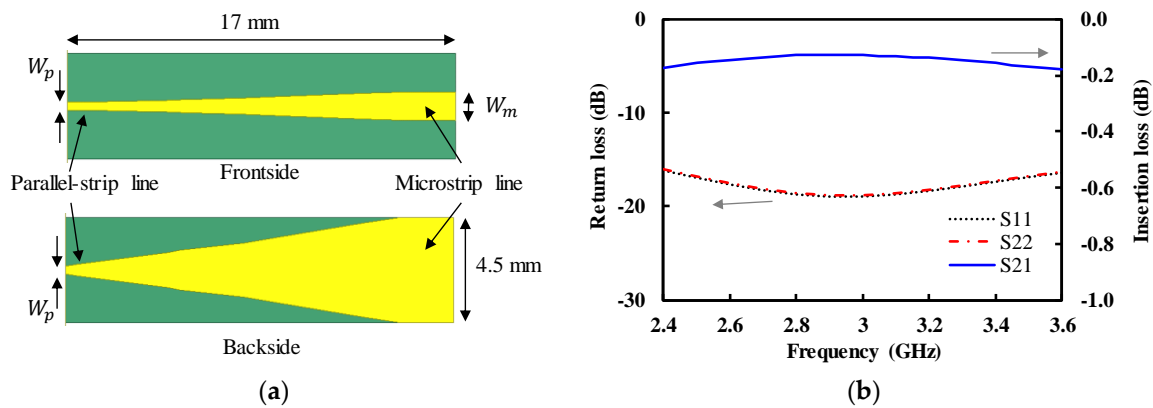 (b)
17 mm
W_p
W_m
Frontside
Parallel-strip line
Microstrip line
W_p
4.5 mm
Backside
(a)
0
-10
-20
-30
Return loss (dB)
0.0
-0.2
-0.4
-0.6
-0.8
-1.0
Insertion loss (dB)
S11
S22
S21
2.4 2.6 2.8 3 3.2 3.4 3.6
Frequency (GHz)
(b)